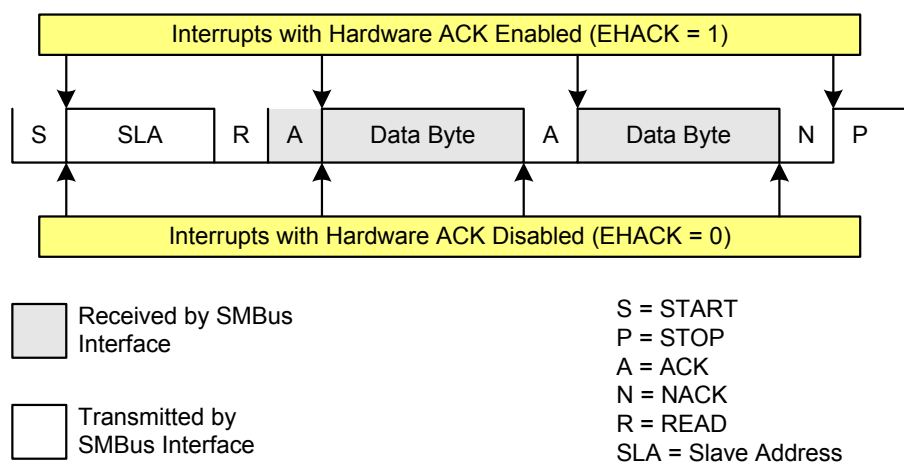 Interrupts with Hardware ACK Enabled (EHACK = 1)
S SLA R A Data Byte A Data Byte N P
Interrupts with Hardware ACK Disabled (EHACK = 0)
Received by SMBus
Interface
Transmitted by
SMBus Interface
S = START
P = STOP
A = ACK
N = NACK
R = READ
SLA = Slave Address